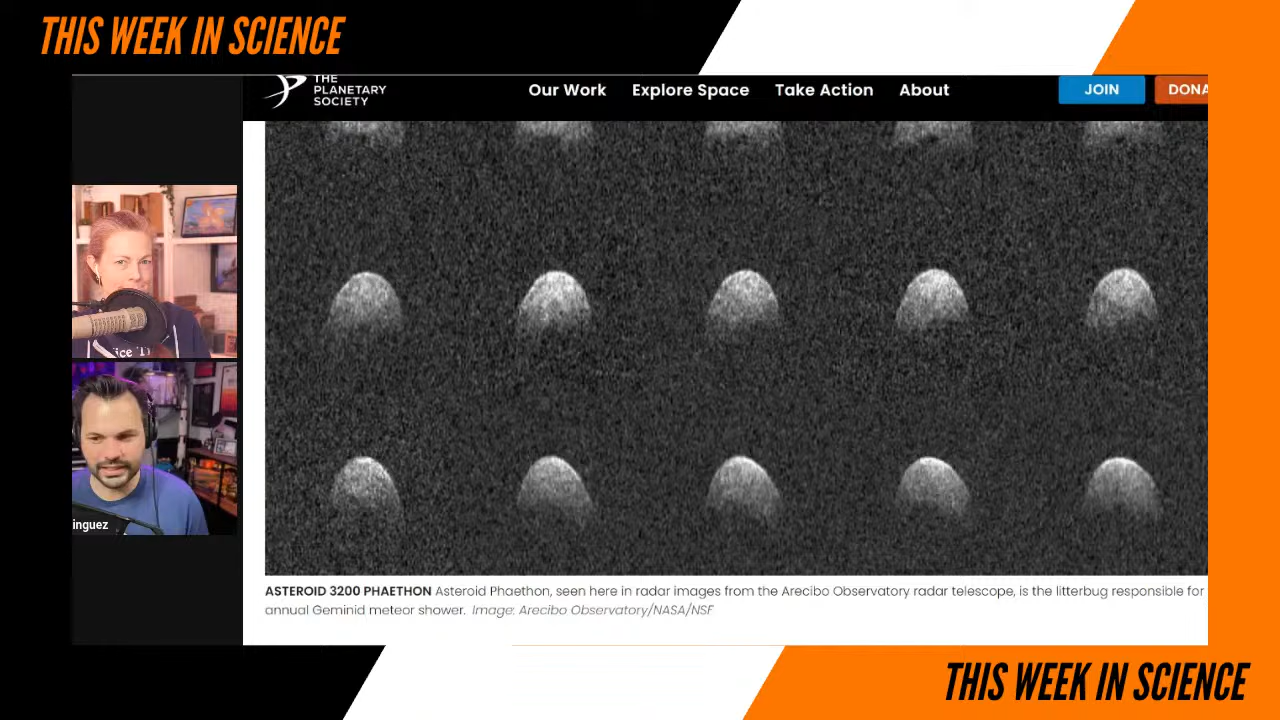 THIS WEEK IN SCIENCE
THE
PLANETARY
SOCIETY
Our Work
Explore Space
Take Action
About
JOIN
DONA
inguez
ASTEROID 3200 PHAETHON Asteroid Phaethon, seen here in radar images from the Arecibo Observatory radar telescope, is the litterbug responsible for
annual Geminid meteor shower. Image: Arecibo Observatory/NASA/NSF
THIS WEEK IN SCIENCE